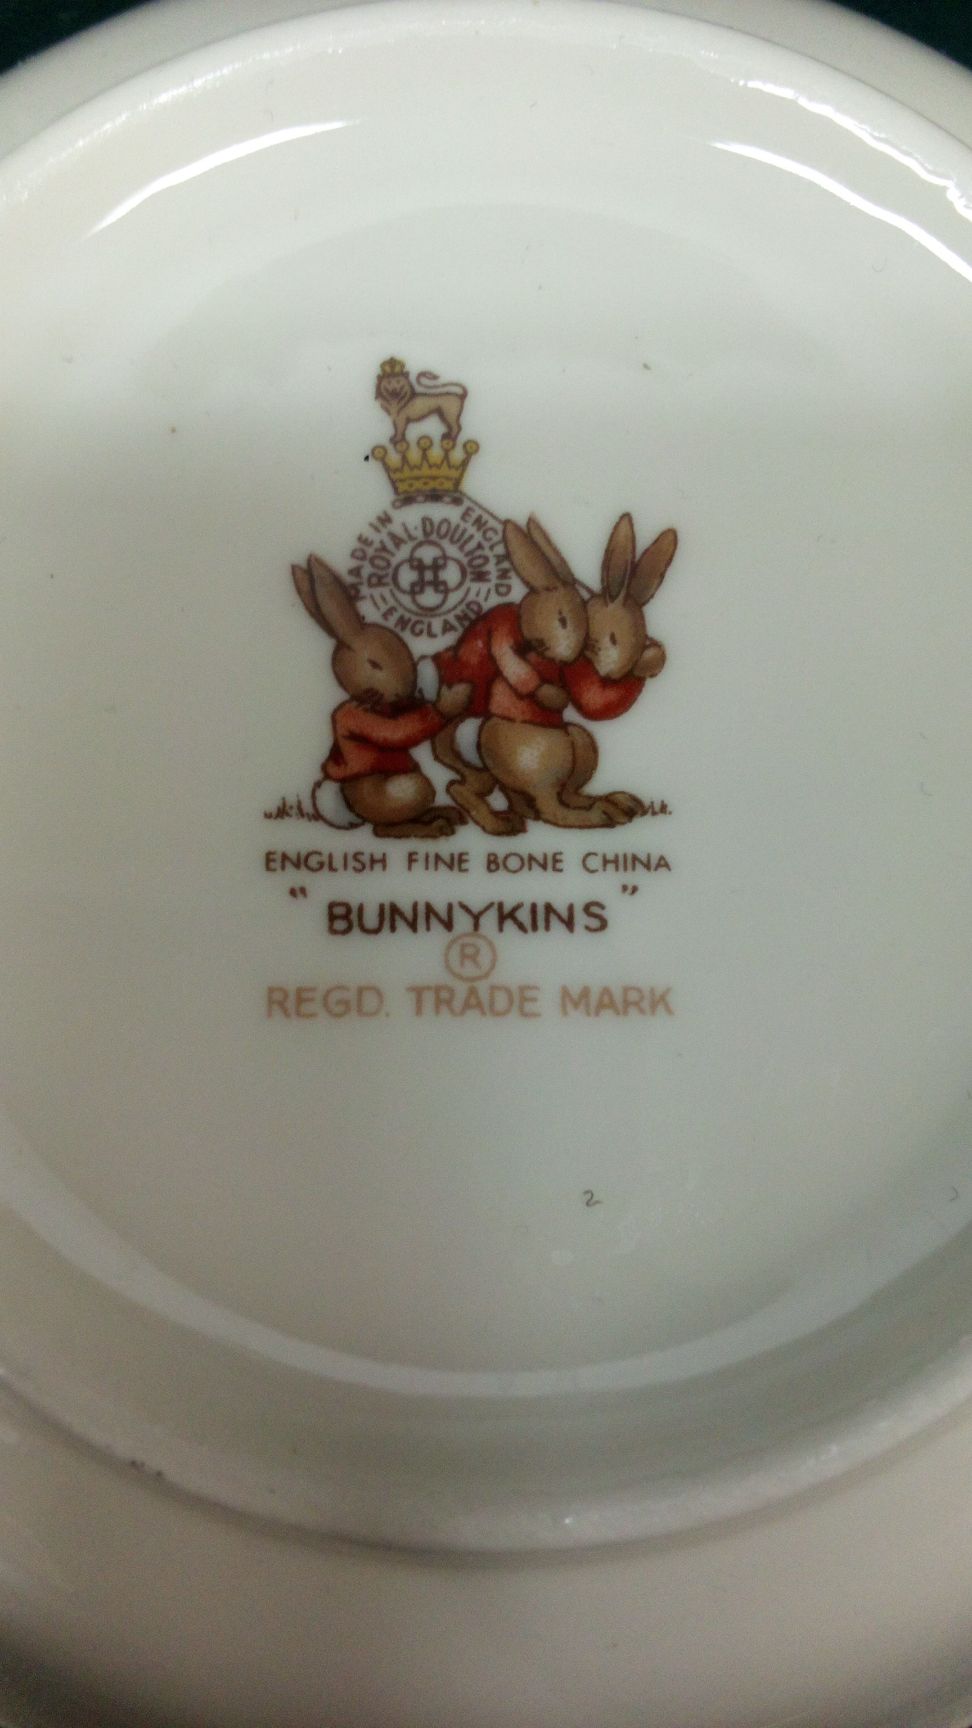 MADE IN ENGLAND
ROYAL·DOULTON
ENGLAND
ENGLISH FINE BONE CHINA
" BUNNYKINS "
®
REGD. TRADE MARK
2